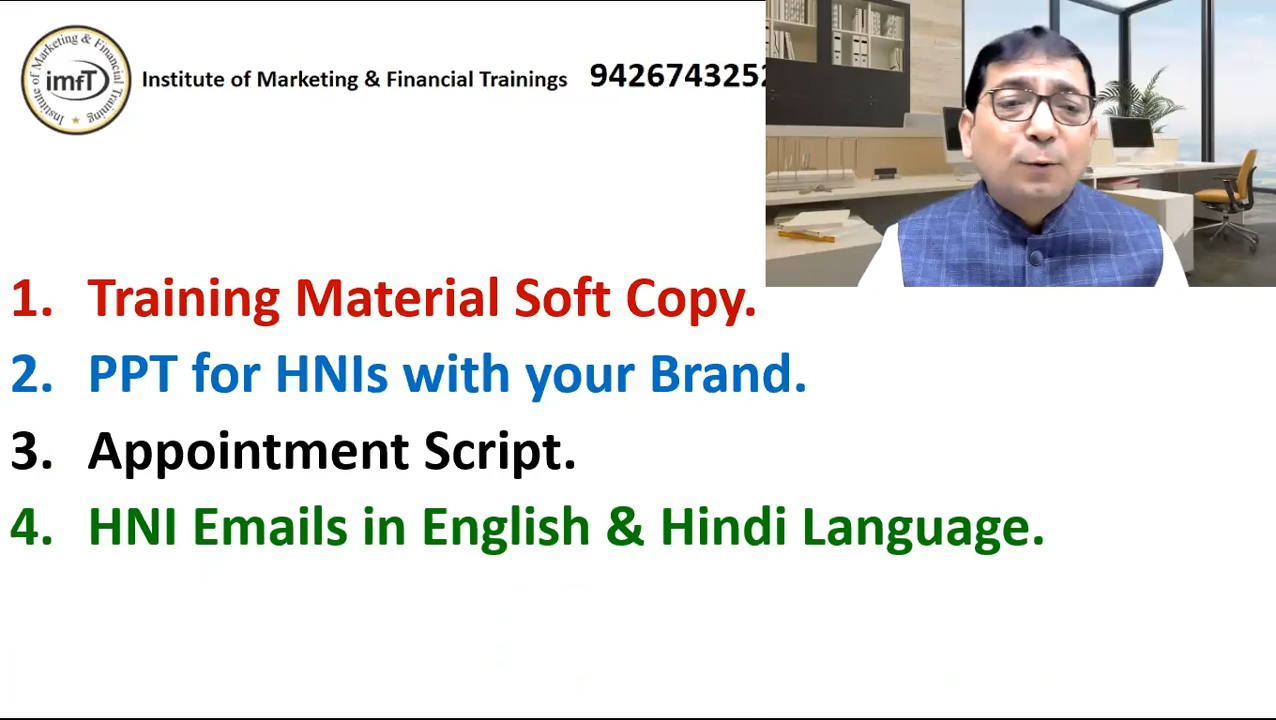 Institute of Marketing & Financial Training
imfT
Institute of Marketing & Financial Trainings 9426743252
1. Training Material Soft Copy.
2. PPT for HNIs with your Brand.
3. Appointment Script.
4. HNI Emails in English & Hindi Language.